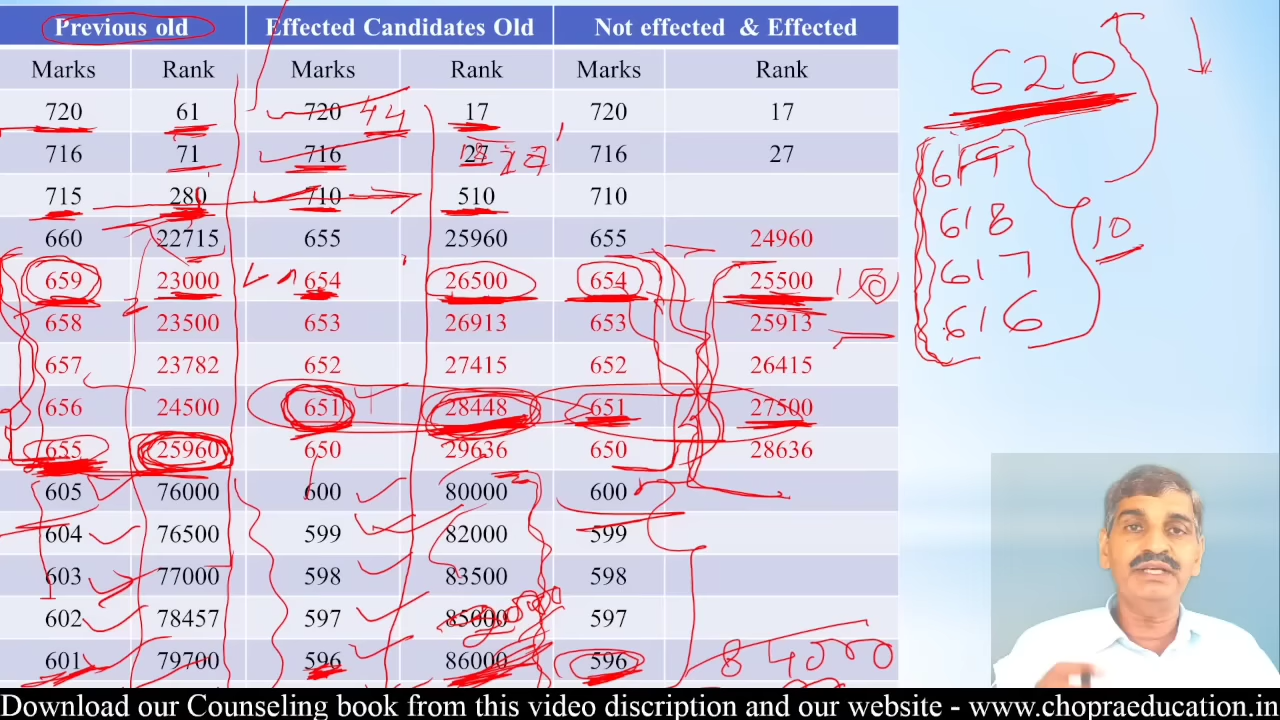 Previous old Effected Candidates Old Not effected & Effected
Marks Rank Marks Rank Marks Rank
720 61 720 44 17 720 17
716 71 716 27 716 27
715 280 710 510 710
660 22715 655 25960 655 24960
659 23000 654 26500 654 25500
658 23500 653 26913 653 25913
657 23782 652 27415 652 26415
656 24500 651 28448 651 27500
655 25960 650 29636 650 28636
605 76000 600 80000 600
604 76500 599 82000 599
603 77000 598 83500 598
602 78457 597 85000 597
601 79700 596 86000 596 84000
620
619
618
617
616
10
Download our Counseling book from this video discription and our website - www.chopraeducation.in